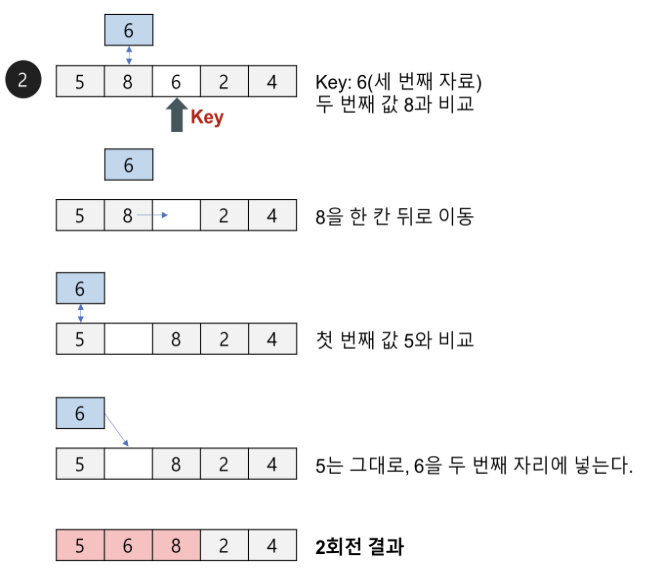 6
2
5 8 6 2 4
Key: 6(세 번째 자료)
두 번째 값 8과 비교
Key
6
5 8 2 4
8을 한 칸 뒤로 이동
6
5 8 2 4
첫 번째 값 5와 비교
6
5 8 2 4
5는 그대로, 6을 두 번째 자리에 넣는다.
5 6 8 2 4
2회전 결과